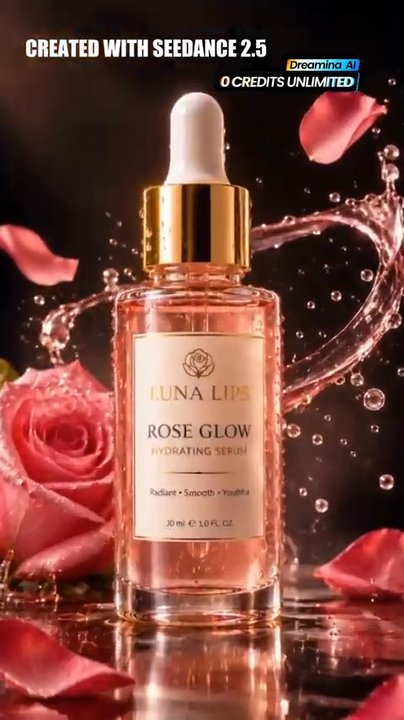 CREATED WITH SEEDANCE 2.5
Dreamina AI
0 CREDITS UNLIMITED
LUNA LIPS
ROSE GLOW
HYDRATING SERUM
Radiant • Smooth •
30 ml ℮ 1.0 FL. OZ.